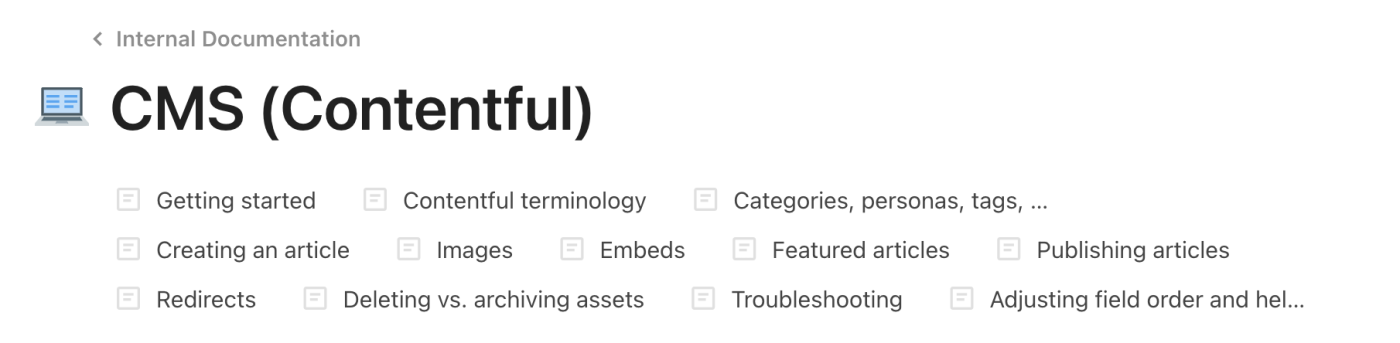 Internal Documentation
CMS (Contentful)
Getting started Contentful terminology Categories, personas, tags, ...
Creating an article Images Embeds Featured articles Publishing articles
Redirects Deleting vs. archiving assets Troubleshooting Adjusting field order and hel...